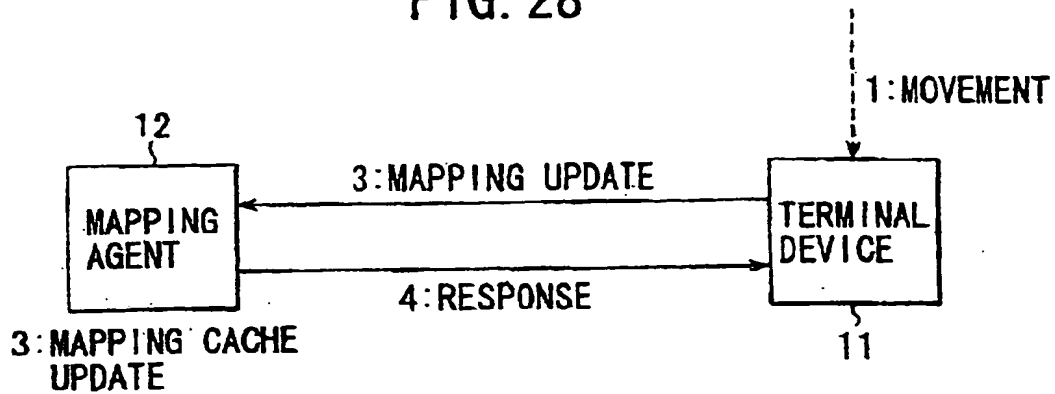 FIG. 28
1:MOVEMENT
12
3:MAPPING UPDATE
MAPPING
AGENT
TERMINAL
DEVICE
4:RESPONSE
3:MAPPING CACHE
UPDATE
11